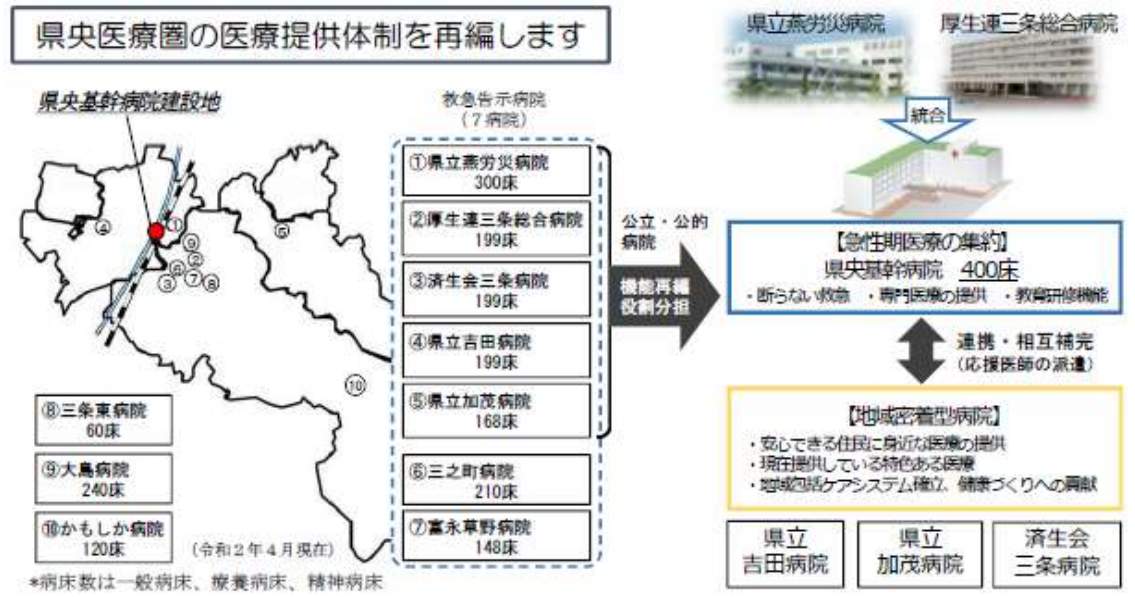 県央医療圏の医療提供体制を再編します
県央基幹病院建設地
④
①
⑨
②
⑥
⑦
③
⑧
⑤
⑩
救急告示病院
(7病院)
①県立燕労災病院
300床
②厚生連三条総合病院
199床
③済生会三条病院
199床
④県立吉田病院
199床
⑤県立加茂病院
168床
⑥三之町病院
210床
⑦富永草野病院
148床
⑧三条東病院
60床
⑨大島病院
240床
⑩かもしか病院
120床
(令和2年4月現在)
*病床数は一般病床、療養病床、精神病床
公立・公的
病院
機能再編
役割分担
県立燕労災病院
厚生連三条総合病院
統合
【急性期医療の集約】
県央基幹病院 400床
・断らない救急 ・専門医療の提供 ・教育研修機能
連携・相互補完
(応援医師の派遣)
【地域密着型病院】
・安心できる住民に身近な医療の提供
・現在提供している特色ある医療
・地域包括ケアシステム確立、健康づくりへの貢献
県立
吉田病院
県立
加茂病院
済生会
三条病院